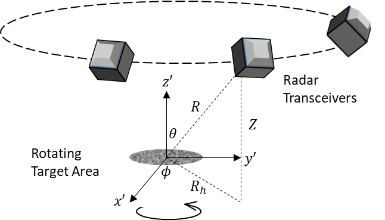 Radar
Transceivers
z′
R
θ
Z
Rotating
Target Area
y′
ϕ
R_h
x′